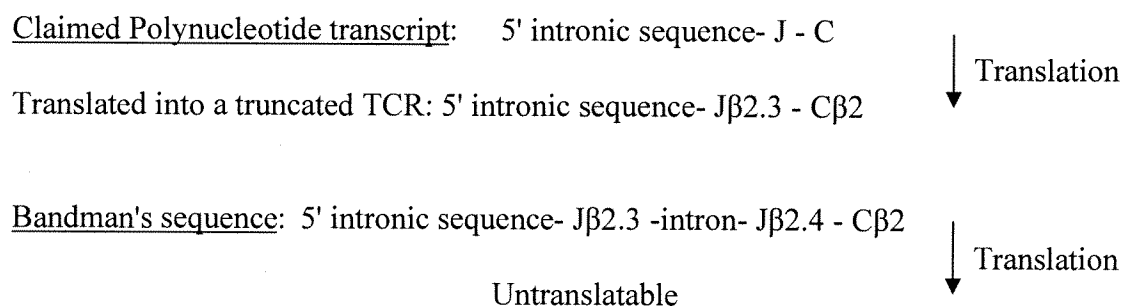 Claimed Polynucleotide transcript: 5' intronic sequence- J - C
Translation
Translated into a truncated TCR: 5' intronic sequence- Jβ2.3 - Cβ2
Bandman's sequence: 5' intronic sequence- Jβ2.3 -intron- Jβ2.4 - Cβ2
Translation
Untranslatable